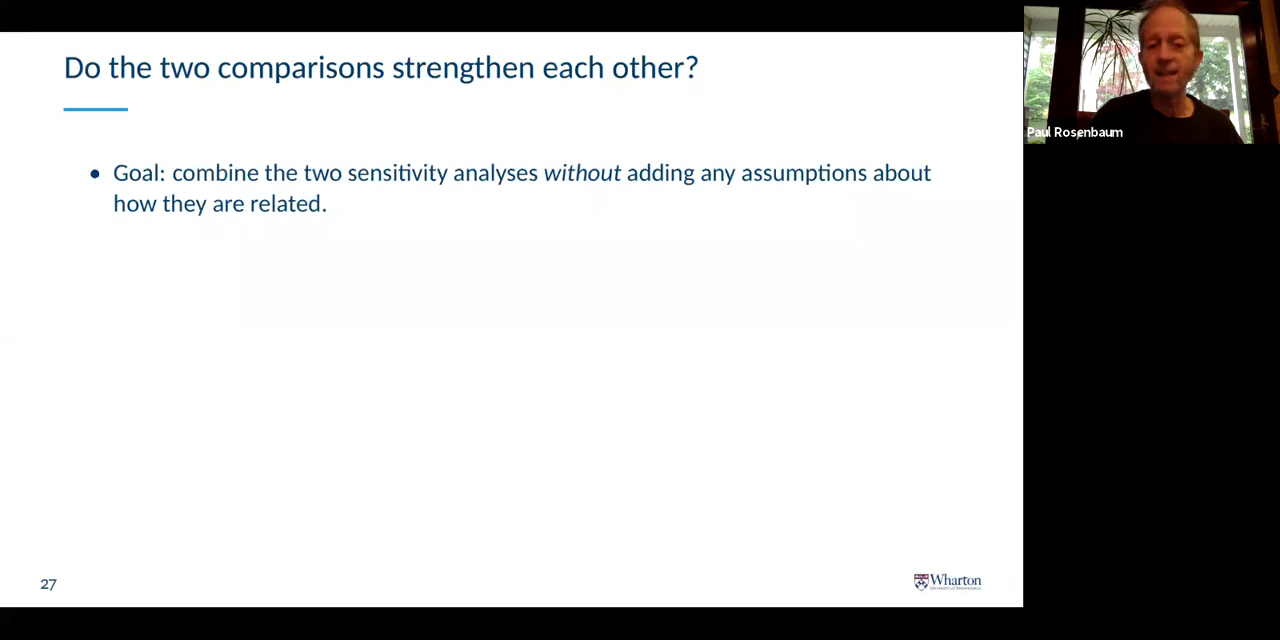 Do the two comparisons strengthen each other?
Paul Rosenbaum
• Goal: combine the two sensitivity analyses without adding any assumptions about
how they are related.
27
Wharton